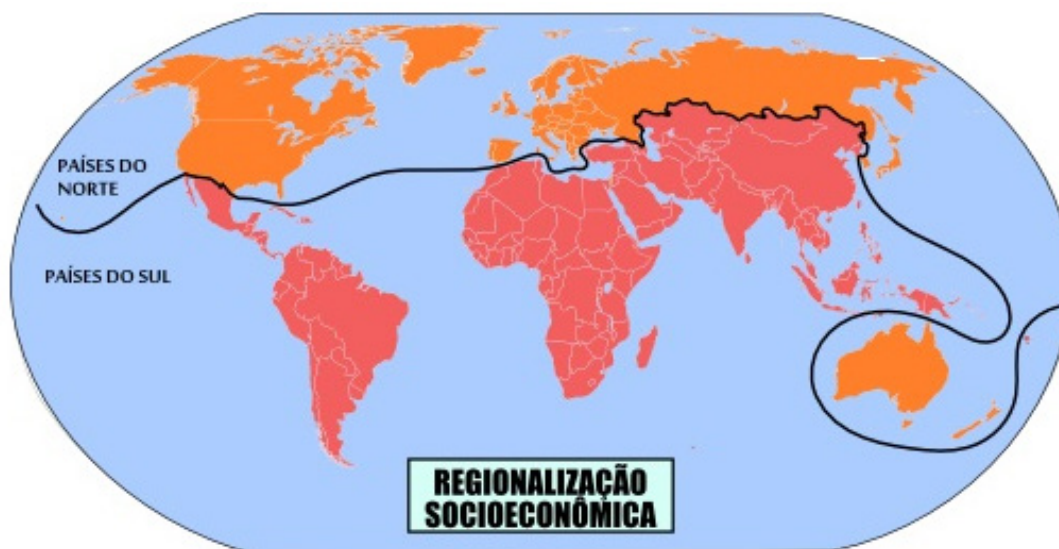 PAÍSES DO
NORTE
PAÍSES DO SUL
REGIONALIZAÇÃO
SOCIOECONÔMICA